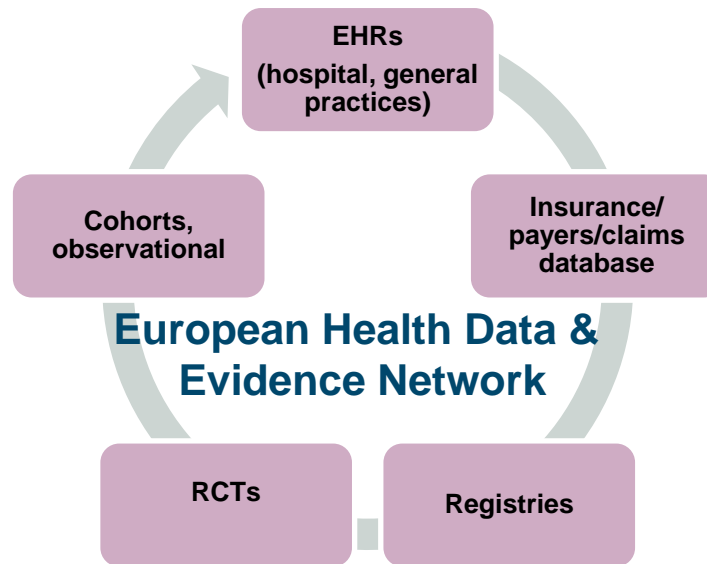 EHRs
(hospital, general
practices)
Insurance/
payers/claims
database
Cohorts,
observational
European Health Data &
Evidence Network
RCTs
Registries